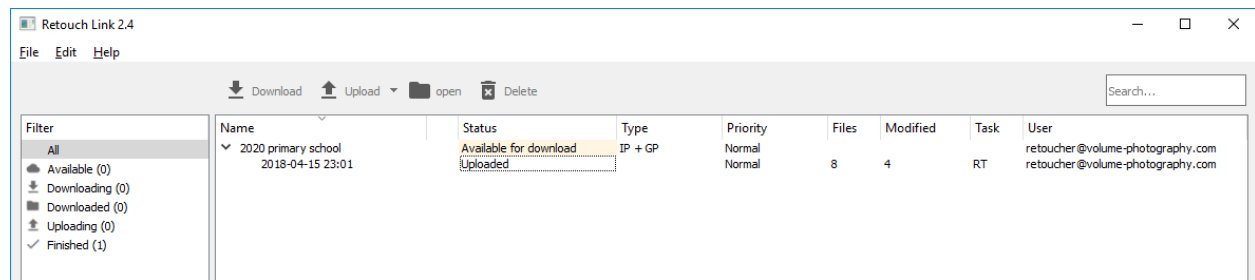 Retouch Link 2.4
File Edit Help
Download Upload open Delete Search...
Filter
All
Available (0)
Downloading (0)
Downloaded (0)
Uploading (0)
Finished (1)
Name Status Type Priority Files Modified Task User
2020 primary school Available for download IP + GP Normal retoucher@volume-photography.com
2018-04-15 23:01 Uploaded Normal 8 4 RT retoucher@volume-photography.com